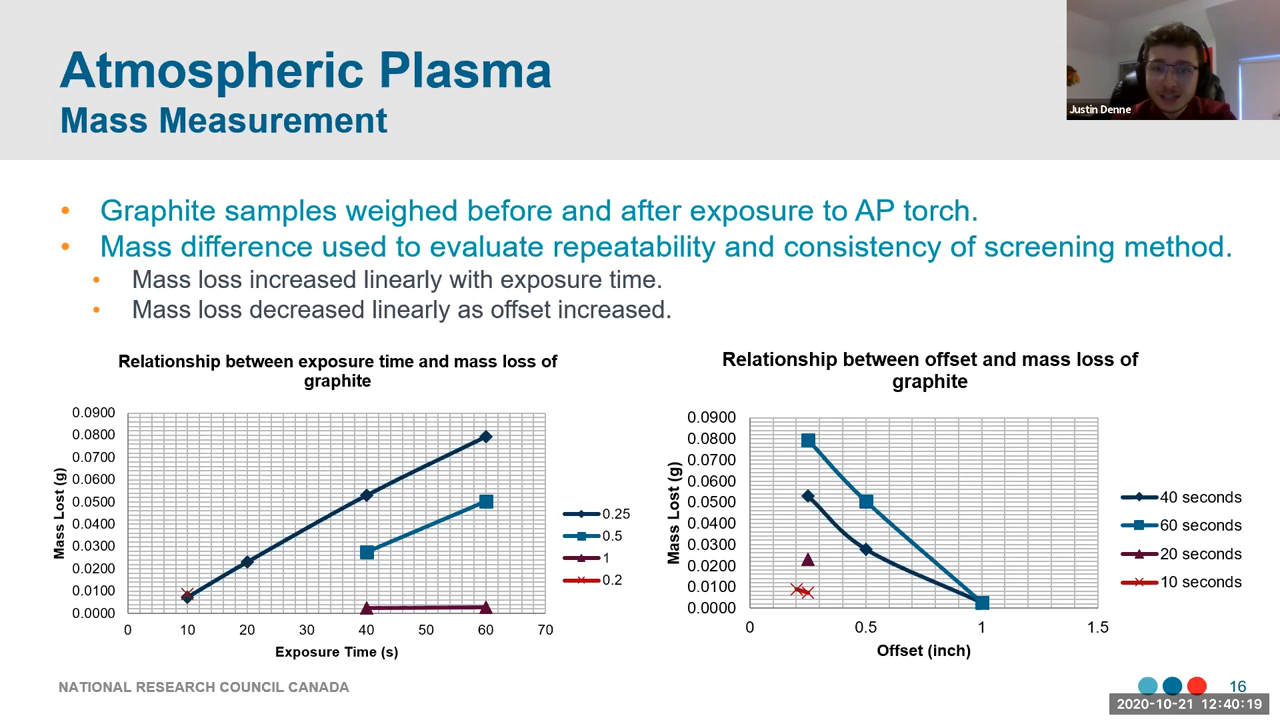 Atmospheric Plasma
Mass Measurement
Justin Denne
• Graphite samples weighed before and after exposure to AP torch.
• Mass difference used to evaluate repeatability and consistency of screening method.
• Mass loss increased linearly with exposure time.
• Mass loss decreased linearly as offset increased.
Relationship between exposure time and mass loss of
graphite
Mass Lost (g)
0.0900
0.0800
0.0700
0.0600
0.0500
0.0400
0.0300
0.0200
0.0100
0.0000
0 10 20 30 40 50 60 70
Exposure Time (s)
0.25
0.5
1
0.2
Relationship between offset and mass loss of
graphite
Mass Lost (g)
0.0900
0.0800
0.0700
0.0600
0.0500
0.0400
0.0300
0.0200
0.0100
0.0000
0 0.5 1 1.5
Offset (inch)
40 seconds
60 seconds
20 seconds
10 seconds
NATIONAL RESEARCH COUNCIL CANADA
16
2020-10-21 12:40:19